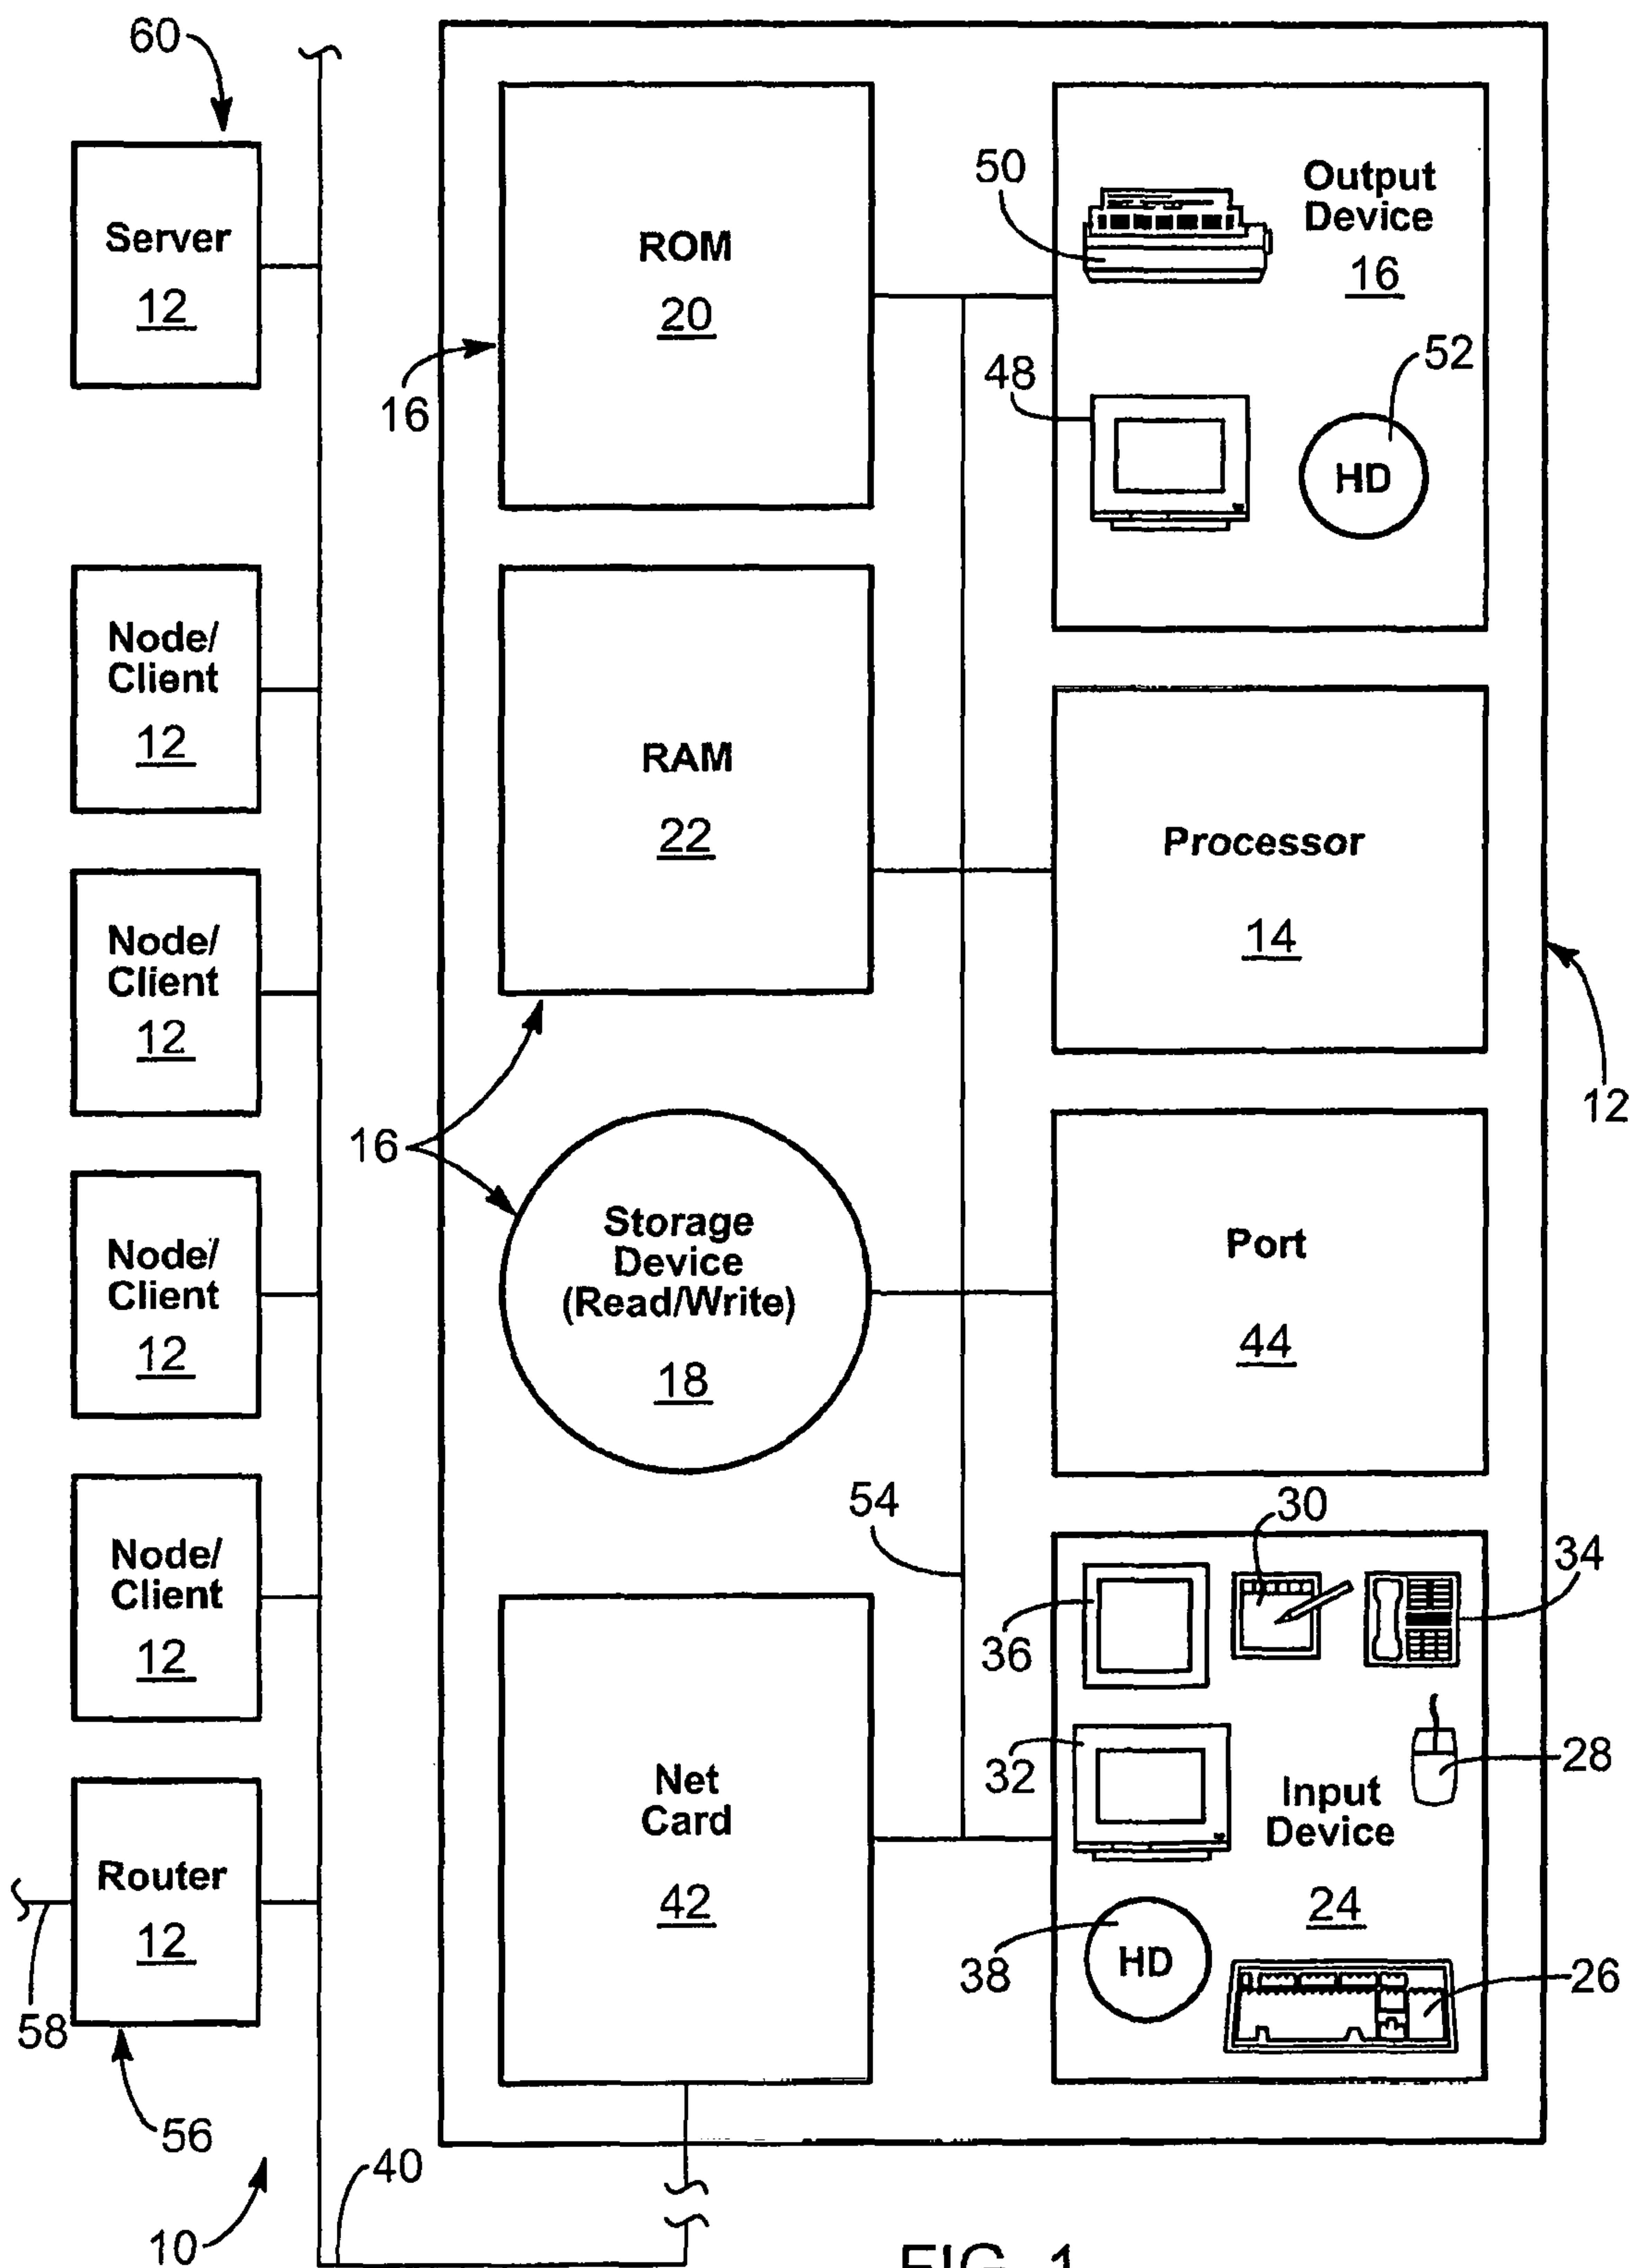 60
Server
12
Node/
Client
12
Node/
Client
12
Node/
Client
12
Node/
Client
12
Router
12
58
56
10
40
ROM
20
16
RAM
22
16
Storage
Device
(Read/Write)
18
54
Net
Card
42
50
Output
Device
16
48
52
HD
Processor
14
12
Port
44
30
34
36
32
28
Input
Device
24
38
HD
26
FIG. 1